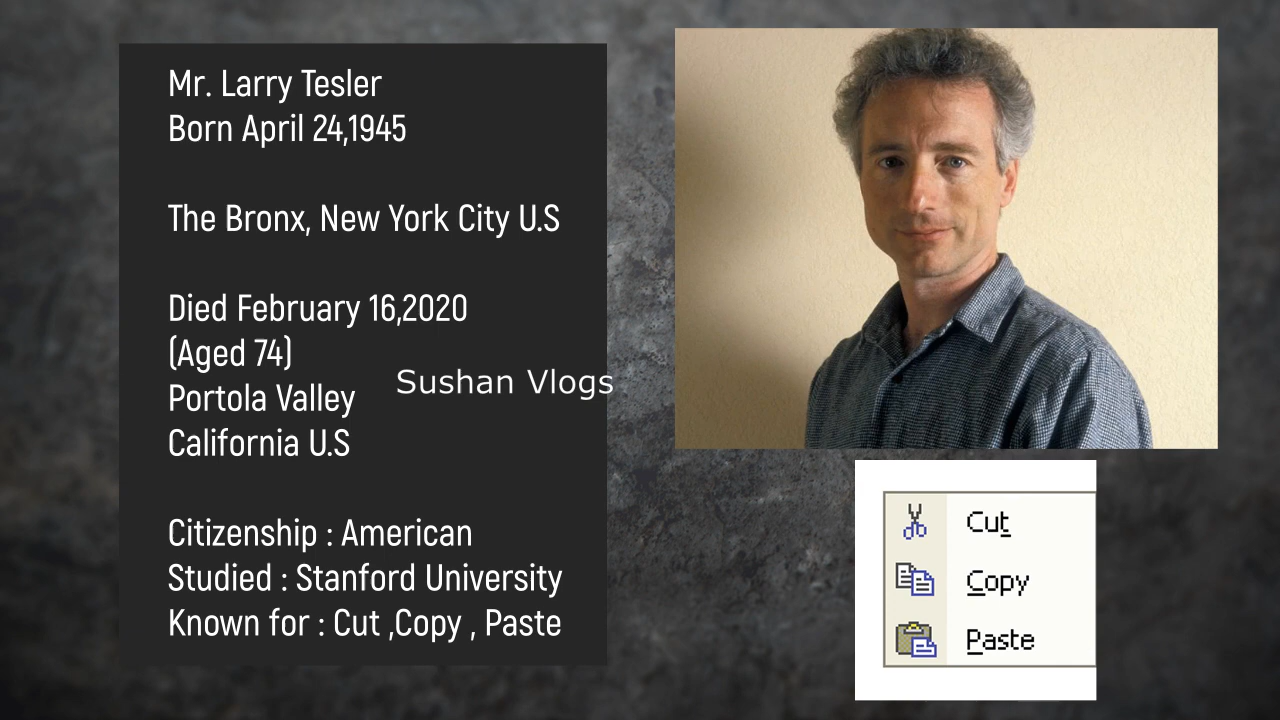 Mr. Larry Tesler
Born April 24,1945
The Bronx, New York City U.S
Died February 16,2020
(Aged 74)
Portola Valley
California U.S
Sushan Vlogs
Citizenship : American
Studied : Stanford University
Known for : Cut ,Copy , Paste
Cut
Copy
Paste